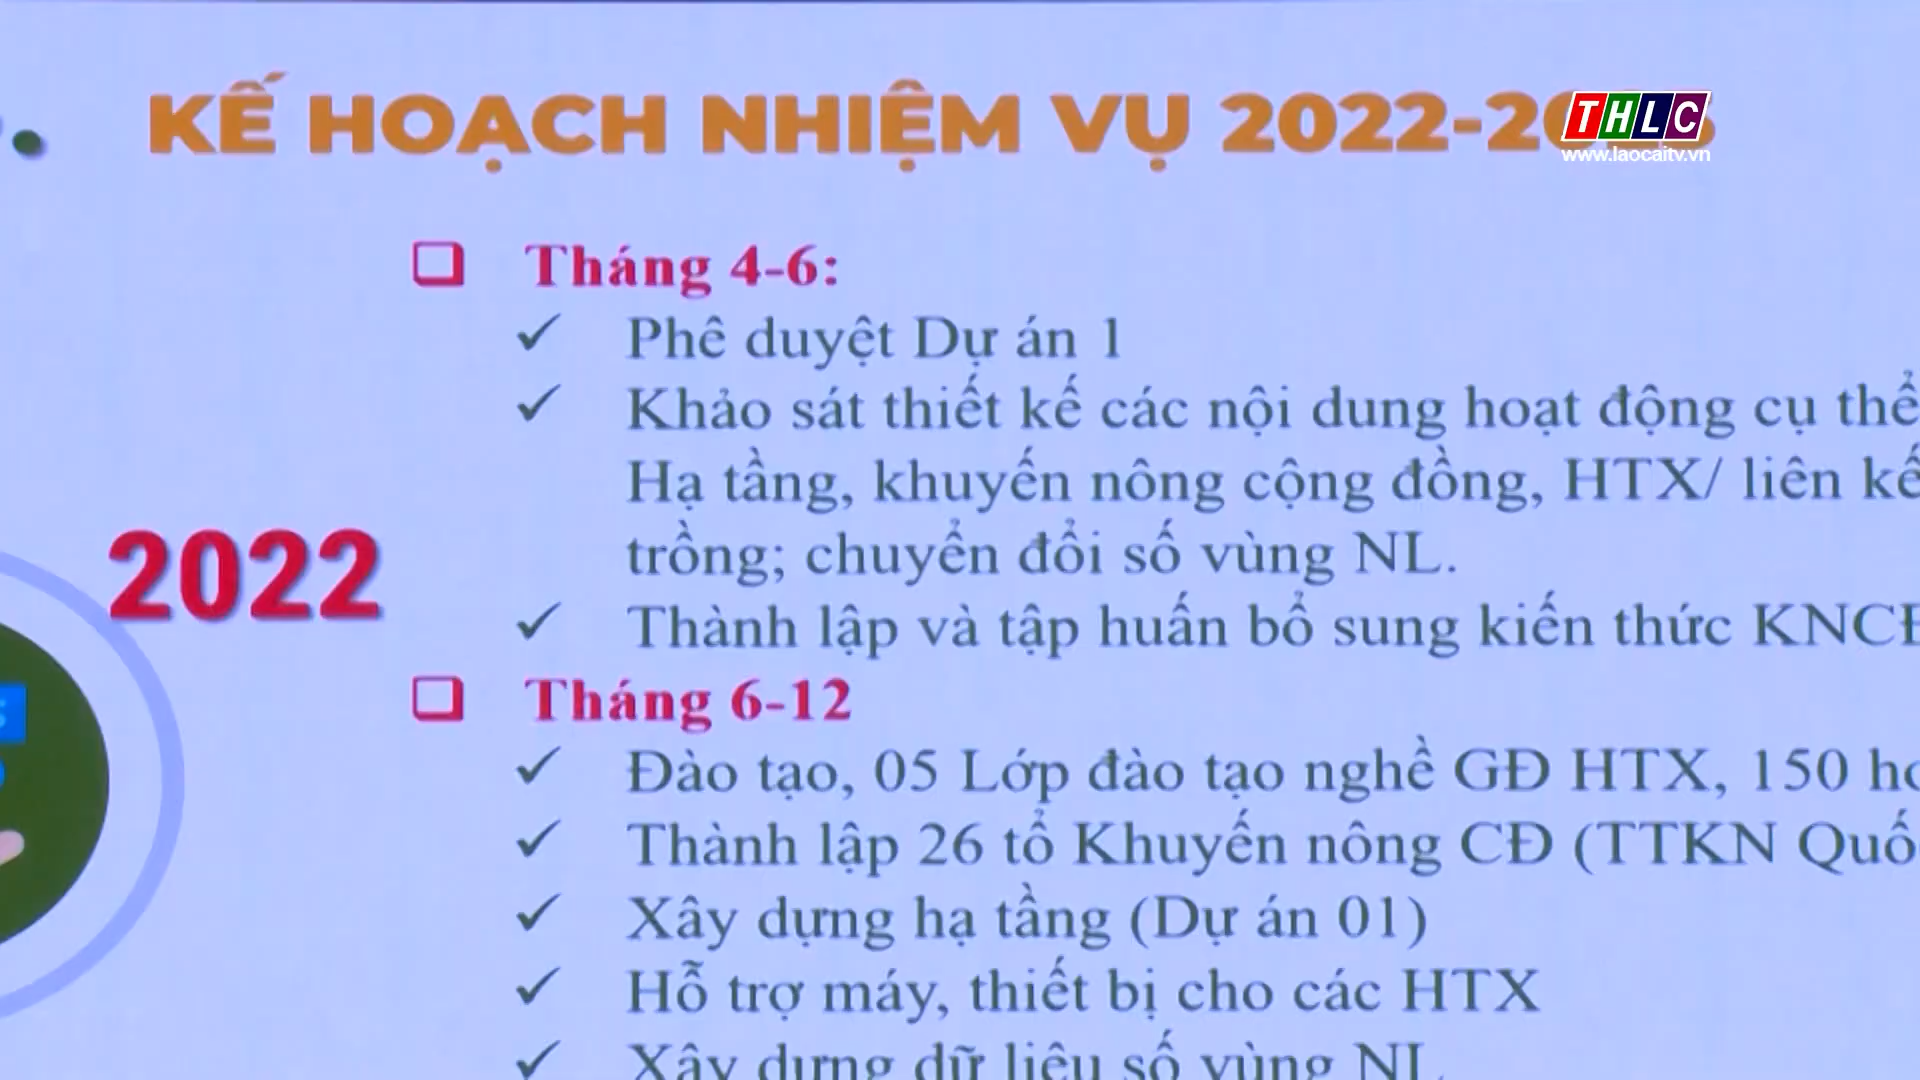 KẾ HOẠCH NHIỆM VỤ 2022-2
THLC
www.laocaitv.vn
Tháng 4-6:
Phê duyệt Dự án 1
Khảo sát thiết kế các nội dung hoạt động cụ thể
Hạ tầng, khuyến nông cộng đồng, HTX/ liên
trồng; chuyển đổi số vùng NL.
2022
Thành lập và tập huấn bổ sung kiến thức KNCĐ
Tháng 6-12
Đào tạo, 05 Lớp đào tạo nghề GĐ HTX, 150
Thành lập 26 tổ Khuyến nông CĐ (TTKN
Xây dựng hạ tầng (Dự án 01)
Hỗ trợ máy, thiết bị cho các HTX
Xây dựng dữ liệu số vùng NL